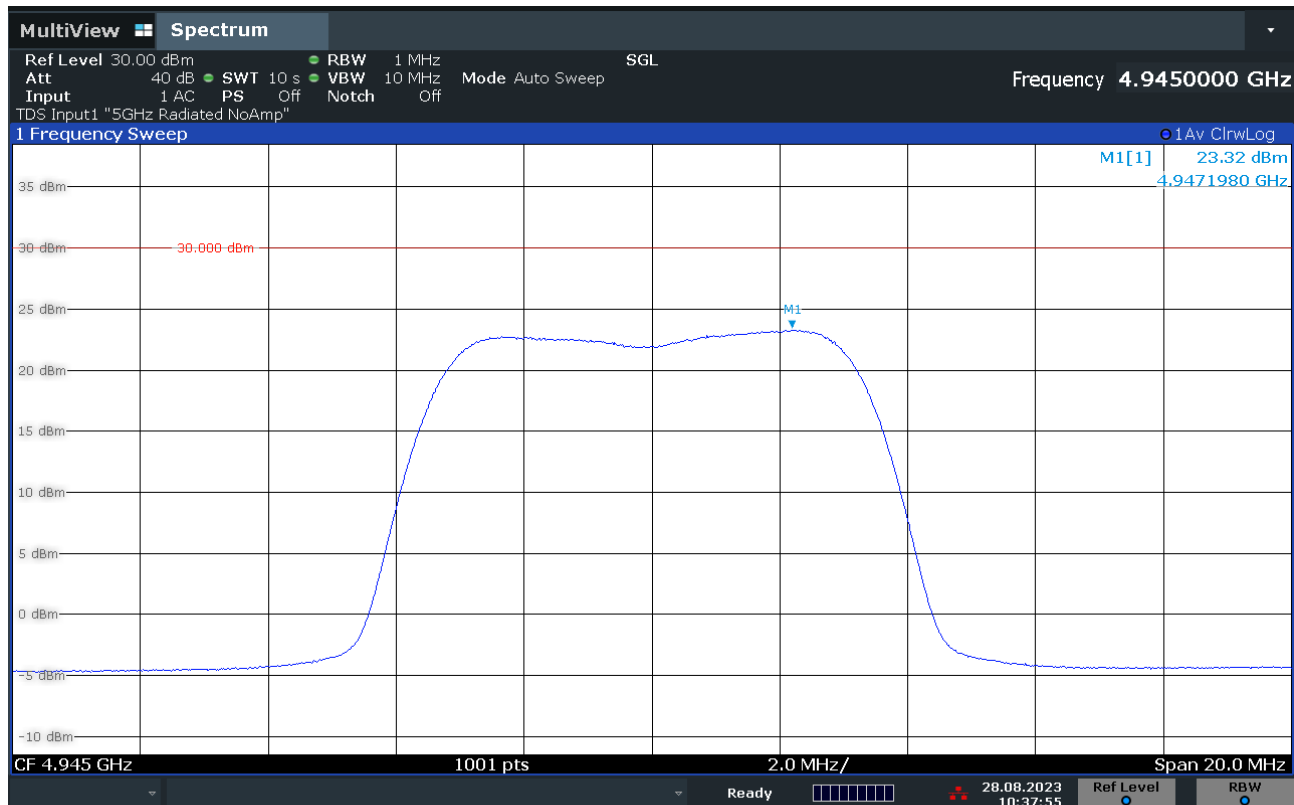 MultiView Spectrum
Ref Level 30.00 dBm RBW 1 MHz SGL
Att 40 dB SWT 10 s VBW 10 MHz Mode Auto Sweep Frequency 4.9450000 GHz
Input 1 AC PS Off Notch Off
TDS Input1 "5GHz Radiated NoAmp"
1 Frequency Sweep 1Av ClrwLog
M1[1] 23.32 dBm
4.9471980 GHz
35 dBm
30 dBm 30.000 dBm
25 dBm M1
20 dBm
15 dBm
10 dBm
5 dBm
0 dBm
-5 dBm
-10 dBm
CF 4.945 GHz 1001 pts 2.0 MHz/ Span 20.0 MHz
Ready 28.08.2023 Ref Level RBW
10:37:55